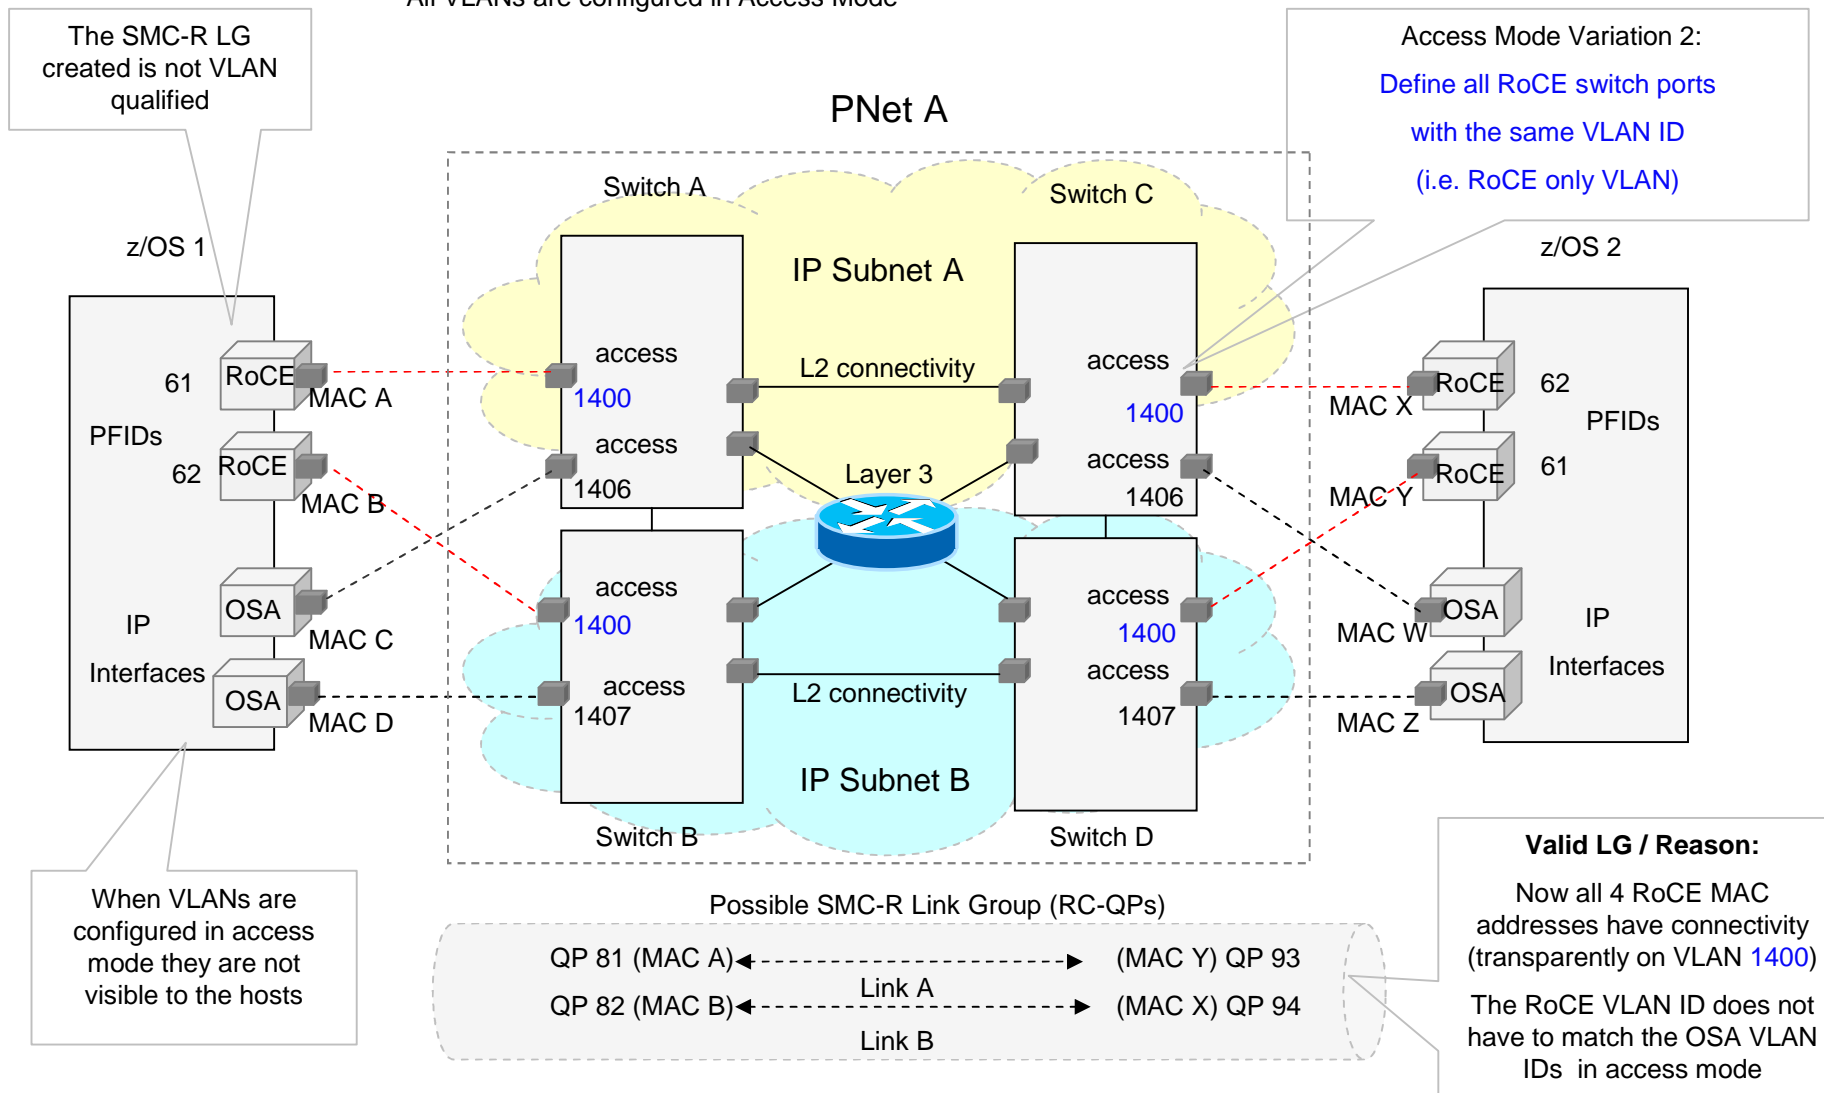 All VLANs are configured in Access Mode
The SMC-R LG
created is not VLAN
qualified
Access Mode Variation 2:
Define all RoCE switch ports
with the same VLAN ID
(i.e. RoCE only VLAN)
PNet A
Switch A
Switch C
z/OS 1
z/OS 2
IP Subnet A
61
RoCE
MAC A
PFIDs
62
RoCE
MAC B
IP
Interfaces
OSA
MAC C
OSA
MAC D
access
1400
access
1406
access
1400
access
1407
L2 connectivity
Layer 3
L2 connectivity
access
1400
access
1406
access
1400
access
1407
MAC X
RoCE
62
PFIDs
MAC Y
RoCE
61
MAC W
OSA
IP
Interfaces
MAC Z
OSA
IP Subnet B
Switch B
Switch D
When VLANs are
configured in access
mode they are not
visible to the hosts
Possible SMC-R Link Group (RC-QPs)
QP 81 (MAC A)
(MAC Y) QP 93
Link A
QP 82 (MAC B)
(MAC X) QP 94
Link B
Valid LG / Reason:
Now all 4 RoCE MAC
addresses have connectivity
(transparently on VLAN 1400)
The RoCE VLAN ID does not
have to match the OSA VLAN
IDs in access mode